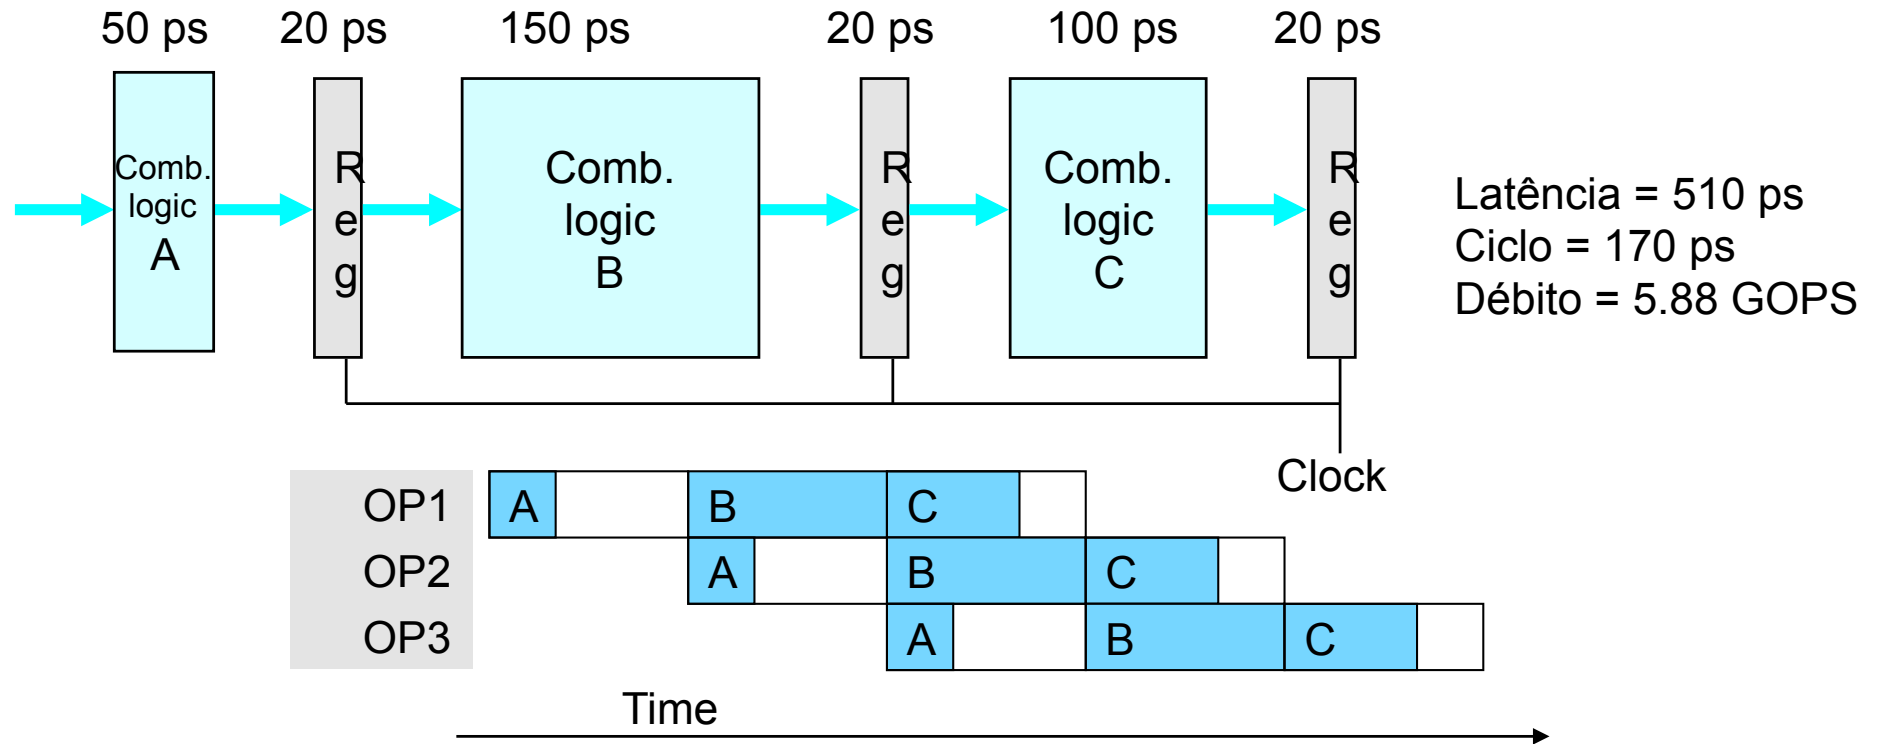 50 ps 20 ps 150 ps 20 ps 100 ps 20 ps
Comb.
logic
A
R
e
g
Comb.
logic
B
R
e
g
Comb.
logic
C
R
e
g
Latência = 510 ps
Ciclo = 170 ps
Débito = 5.88 GOPS
Clock
OP1 A B C
OP2 A B C
OP3 A B C
Time